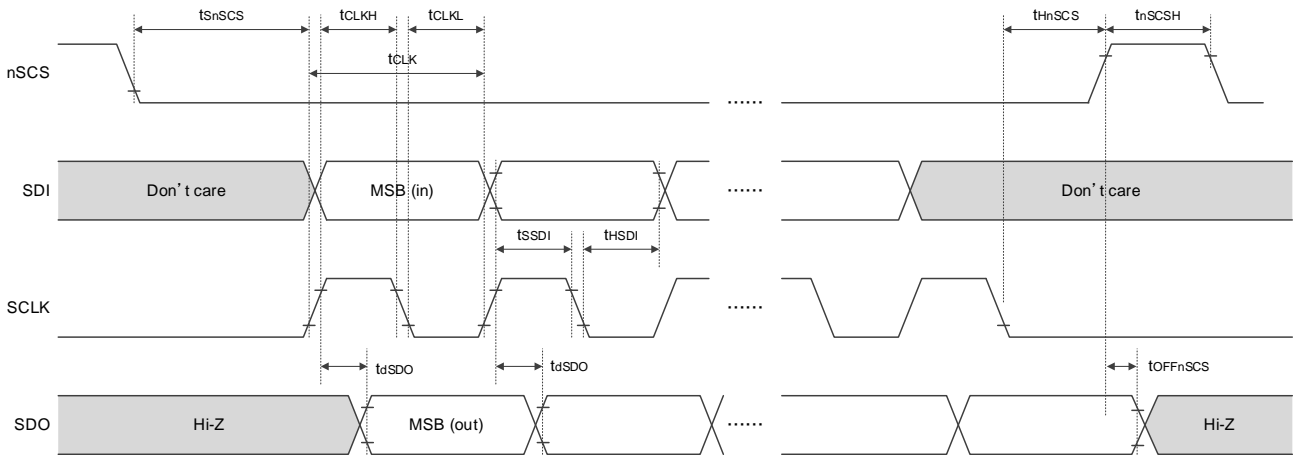 tSnSCS tCLKH tCLKL tHnSCS tnSCSH
tCLK
nSCS ...... ......
SDI Don't care MSB (in) ...... Don't care
tSSDI tHSDI
SCLK ......
tdSDO tdSDO tOFFnSCS
SDO Hi-Z MSB (out) ...... Hi-Z